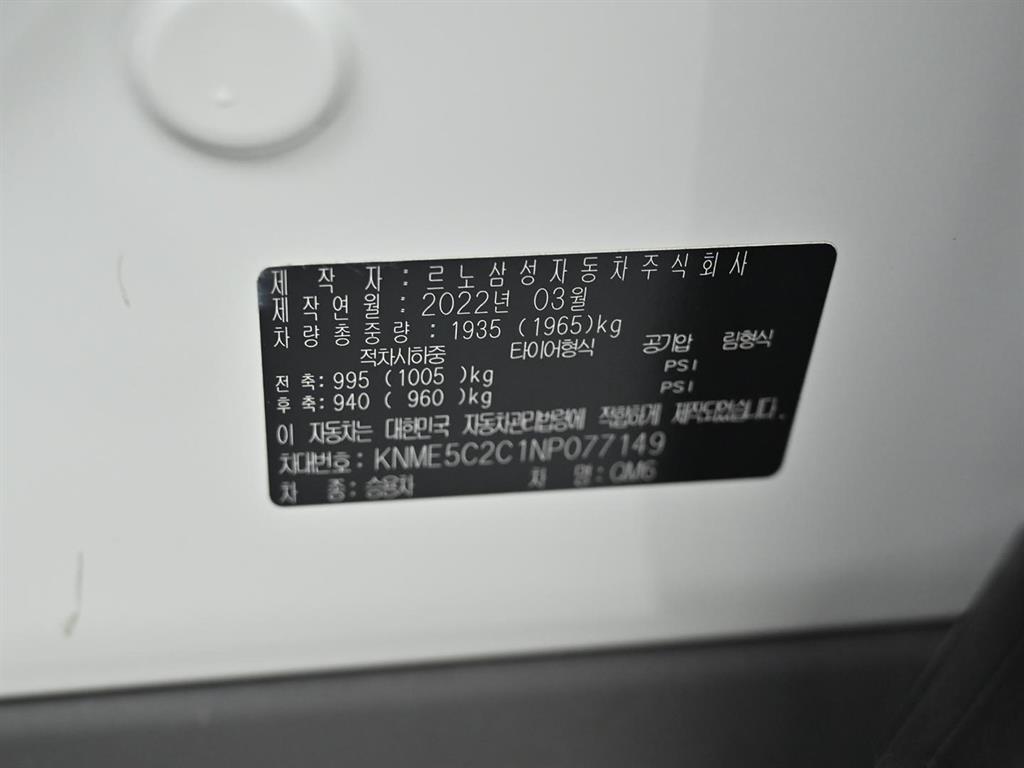 제 작 자 : 르노삼성자동차주식회사
제작연월 : 2022년 03월
차량총중량 : 1935 (1965)kg
적차시하중 타이어형식 공기압 림형식
전 축: 995 (1005 )kg PSI
후 축: 940 ( 960 )kg PSI
이 자동차는 대한민국 자동차관리법령에 적합하게 제작되었습니다.
차대번호: KNME5C2C1NP077149
차 종: 승용차 차 명: QM6